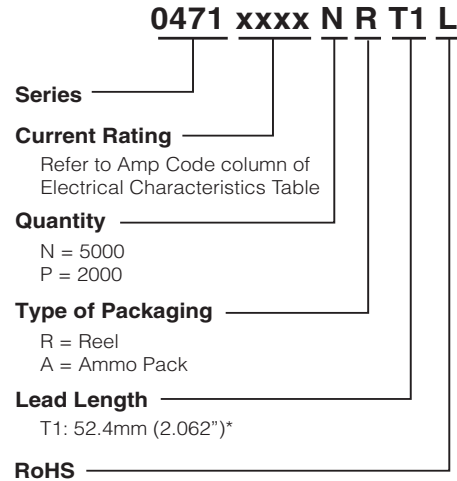 0471 xxxx N R T1 L
Series
Current Rating
Refer to Amp Code column of
Electrical Characteristics Table
Quantity
N = 5000
P = 2000
Type of Packaging
R = Reel
A = Ammo Pack
Lead Length
T1: 52.4mm (2.062”)*
RoHS